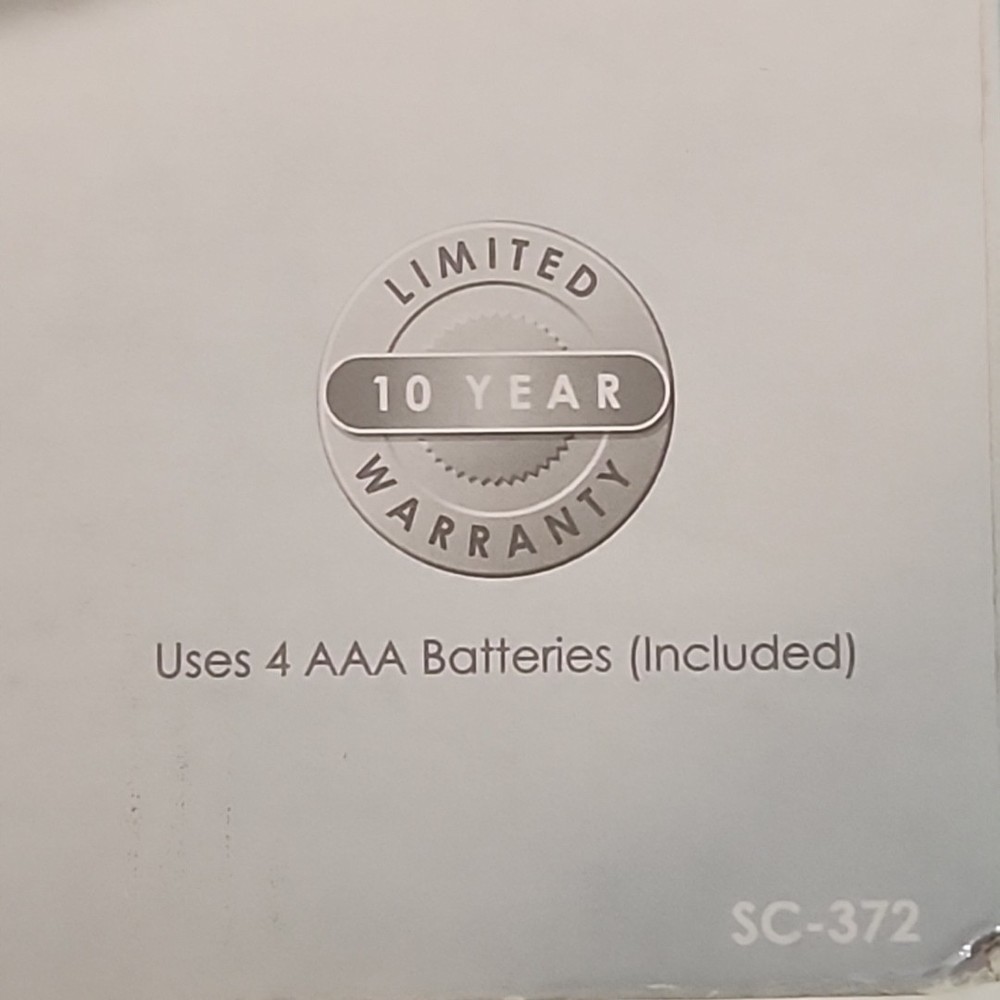 LIMITED
10 YEAR
WARRANTY
Uses 4 AAA Batteries (Included)
SC-372